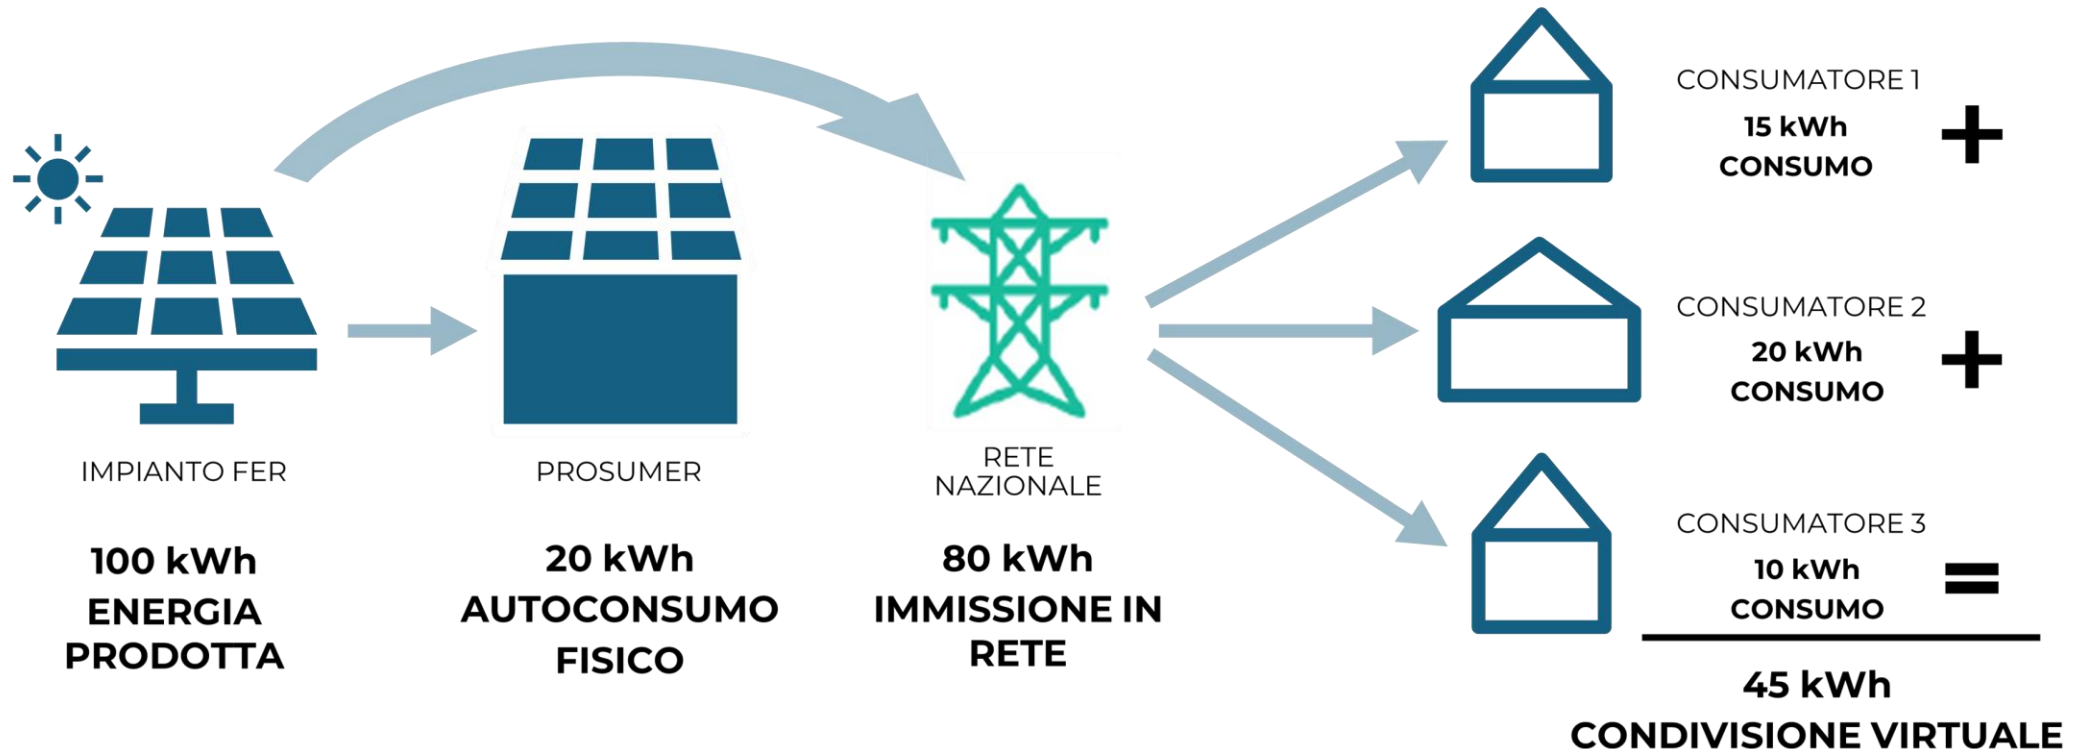 IMPIANTO FER
100 kWh
ENERGIA
PRODOTTA
PROSUMER
20 kWh
AUTOCONSUMO
FISICO
RETE
NAZIONALE
80 kWh
IMMISSIONE IN
RETE
CONSUMATORE 1
15 kWh
CONSUMO
+
CONSUMATORE 2
20 kWh
CONSUMO
+
CONSUMATORE 3
10 kWh
CONSUMO
=
45 kWh
CONDIVISIONE VIRTUALE